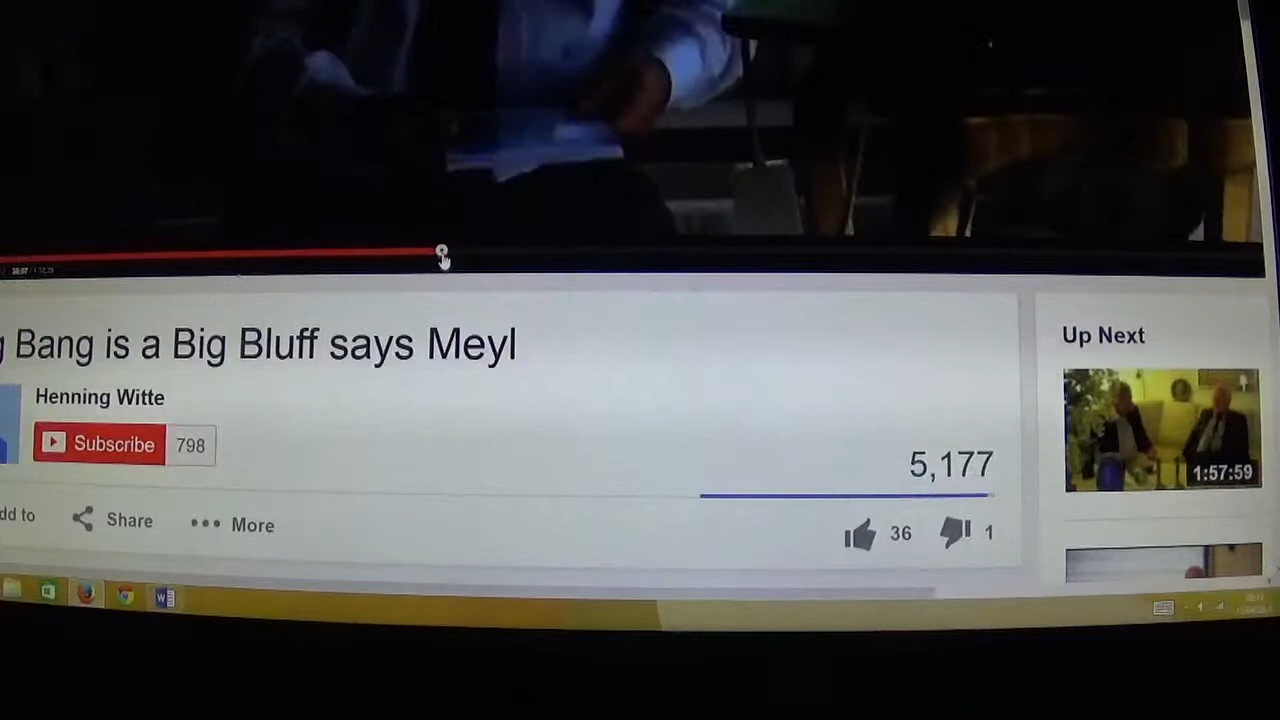 g Bang is a Big Bluff says Meyl
Henning Witte
Subscribe 798
5,177
dd to Share More
36 1
Up Next
1:57:59